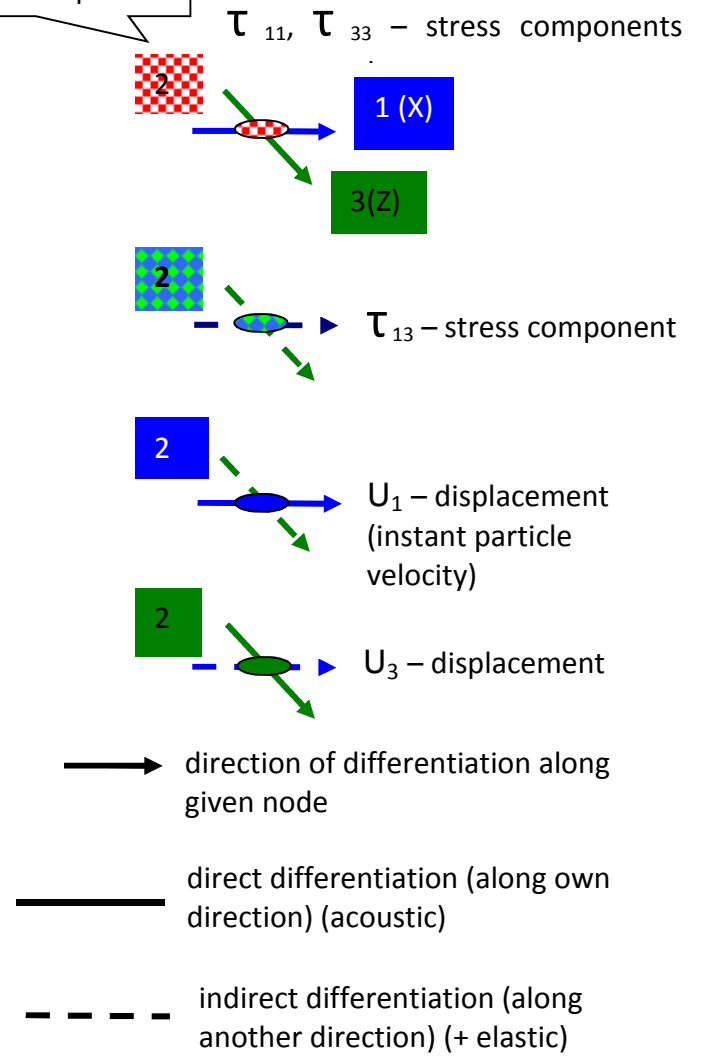 τ 11, τ 33 – stress components
2
1 (X)
3(Z)
2
τ 13 – stress component
2
U1 – displacement
(instant particle
velocity)
2
U3 – displacement
direction of differentiation along
given node
direct differentiation (along own
direction) (acoustic)
indirect differentiation (along
another direction) (+ elastic)